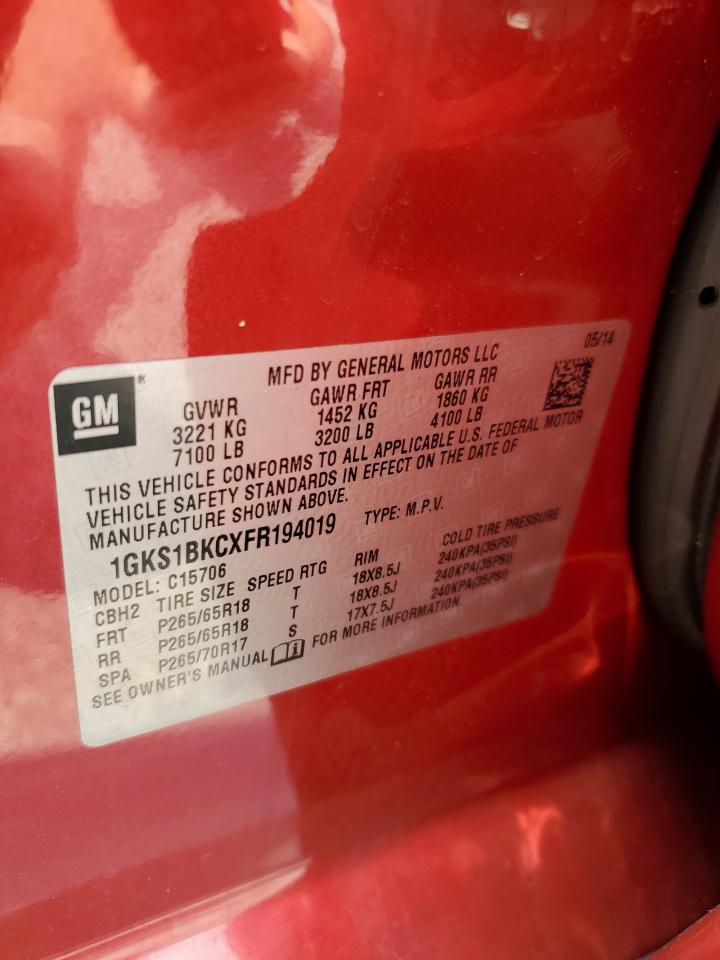 GM®
MFD BY GENERAL MOTORS LLC 05/14
GVWR GAWR FRT GAWR RR
3221 KG 1452 KG 1860 KG
7100 LB 3200 LB 4100 LB
THIS VEHICLE CONFORMS TO ALL APPLICABLE U.S. FEDERAL MOTOR
VEHICLE SAFETY STANDARDS IN EFFECT ON THE DATE OF
MANUFACTURE SHOWN ABOVE.
1GKS1BKCXFR194019 TYPE: M.P.V.
MODEL: C15706
CBH2 TIRE SIZE SPEED RTG RIM COLD TIRE PRESSURE
FRT P265/65R18 T 18X8.5J 240KPA(35PSI)
RR P265/65R18 T 18X8.5J 240KPA(35PSI)
SPA P265/70R17 S 17X7.5J 240KPA(35PSI)
SEE OWNER'S MANUAL FOR MORE INFORMATION.